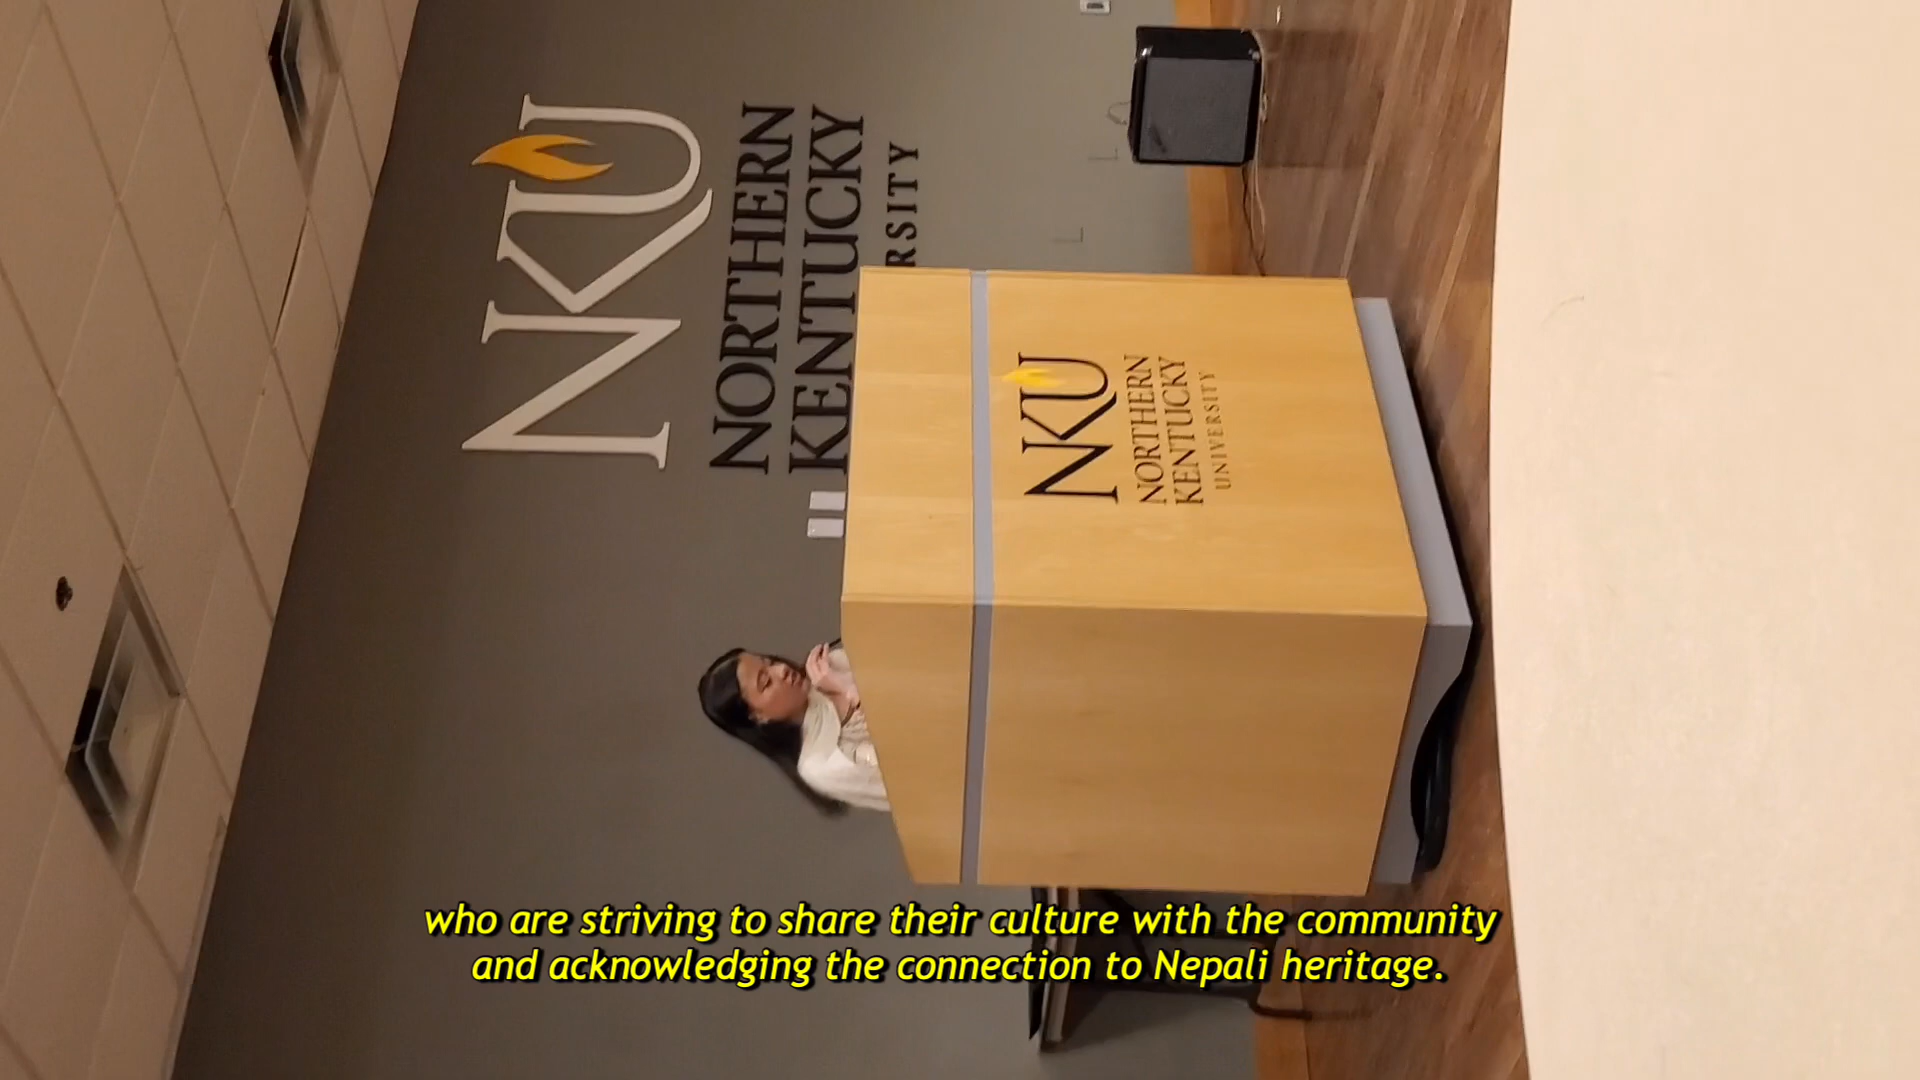 NKU
NORTHERN
KENTUCKY
RSITY
NKU
NORTHERN
KENTUCKY
UNIVERSITY
who are striving to share their culture with the community
and acknowledging the connection to Nepali heritage.